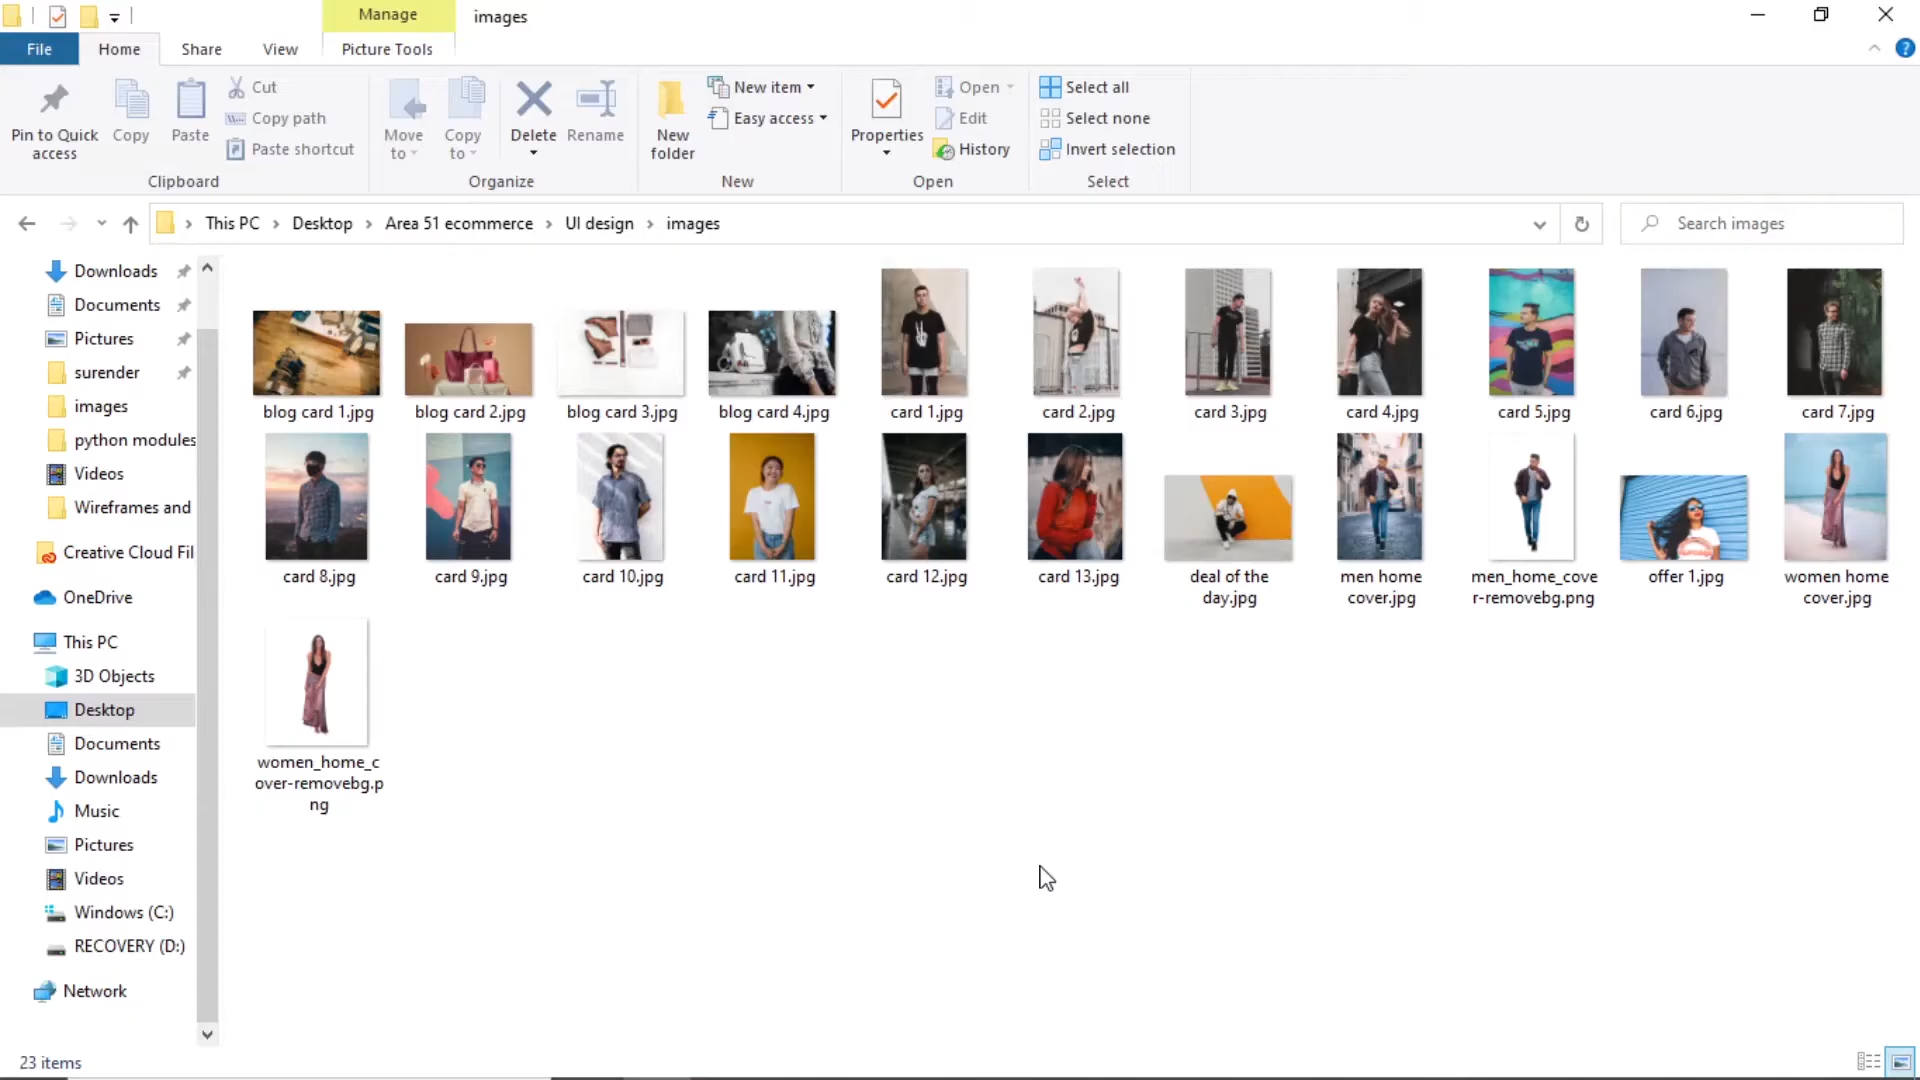 Manage
images
File
Home
Share
View
Picture Tools
Pin to Quick
access
Copy
Paste
Cut
Copy path
Paste shortcut
Clipboard
Move
to
Copy
to
Delete
Rename
Organize
New
folder
New item
Easy access
New
Properties
Open
Edit
History
Open
Select all
Select none
Invert selection
Select
This PC > Desktop > Area 51 ecommerce > UI design > images
Search images
Downloads
Documents
Pictures
surender
images
python modules
Videos
Wireframes and
Creative Cloud Fil
OneDrive
This PC
3D Objects
Desktop
Documents
Downloads
Music
Pictures
Videos
Windows (C:)
RECOVERY (D:)
Network
blog card 1.jpg
blog card 2.jpg
blog card 3.jpg
blog card 4.jpg
card 1.jpg
card 2.jpg
card 3.jpg
card 4.jpg
card 5.jpg
card 6.jpg
card 7.jpg
card 8.jpg
card 9.jpg
card 10.jpg
card 11.jpg
card 12.jpg
card 13.jpg
deal of the
day.jpg
men home
cover.jpg
men_home_cove
r-removebg.png
offer 1.jpg
women home
cover.jpg
women_home_c
over-removebg.p
ng
23 items